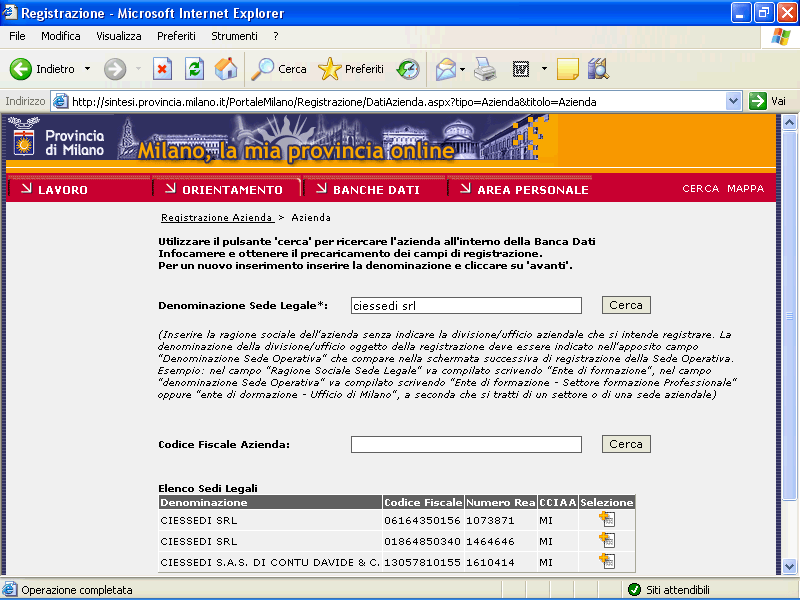 Registrazione - Microsoft Internet Explorer
File Modifica Visualizza Preferiti Strumenti ?
Indietro Cerca Preferiti
Indirizzo http://sintesi.provincia.milano.it/PortaleMilano/Registrazione/DatiAzienda.aspx?tipo=Azienda&titolo=Azienda Vai
Provincia
di Milano
Milano, la mia provincia online
LAVORO ORIENTAMENTO BANCHE DATI AREA PERSONALE CERCA MAPPA
Registrazione Azienda > Azienda
Utilizzare il pulsante 'cerca' per ricercare l'azienda all'interno della Banca Dati
Infocamere e ottenere il precaricamento dei campi di registrazione.
Per un nuovo inserimento inserire la denominazione e cliccare su 'avanti'.
Denominazione Sede Legale*: ciessedi srl Cerca
(Inserire la ragione sociale dell'azienda senza indicare la divisione/ufficio aziendale che si intende registrare. La
denominazione della divisione/ufficio oggetto della registrazione deve essere indicato nell'apposito campo
"Denominazione Sede Operativa" che compare nella schermata successiva di registrazione della Sede Operativa.
Esempio: nel campo "Ragione Sociale Sede Legale" va compilato scrivendo "Ente di formazione", nel campo
"denominazione Sede Operativa" va compilato scrivendo "Ente di formazione - Settore formazione Professionale"
oppure "ente di dormazione - Ufficio di Milano", a seconda che si tratti di un settore o di una sede aziendale)
Codice Fiscale Azienda: Cerca
Elenco Sedi Legali
Denominazione Codice Fiscale Numero Rea CCIAA Selezione
CIESSEDI SRL 06164350156 1073871 MI
CIESSEDI SRL 01864850340 1464646 MI
CIESSEDI S.A.S. DI CONTU DAVIDE & C. 13057810155 1610414 MI
Operazione completata Siti attendibili